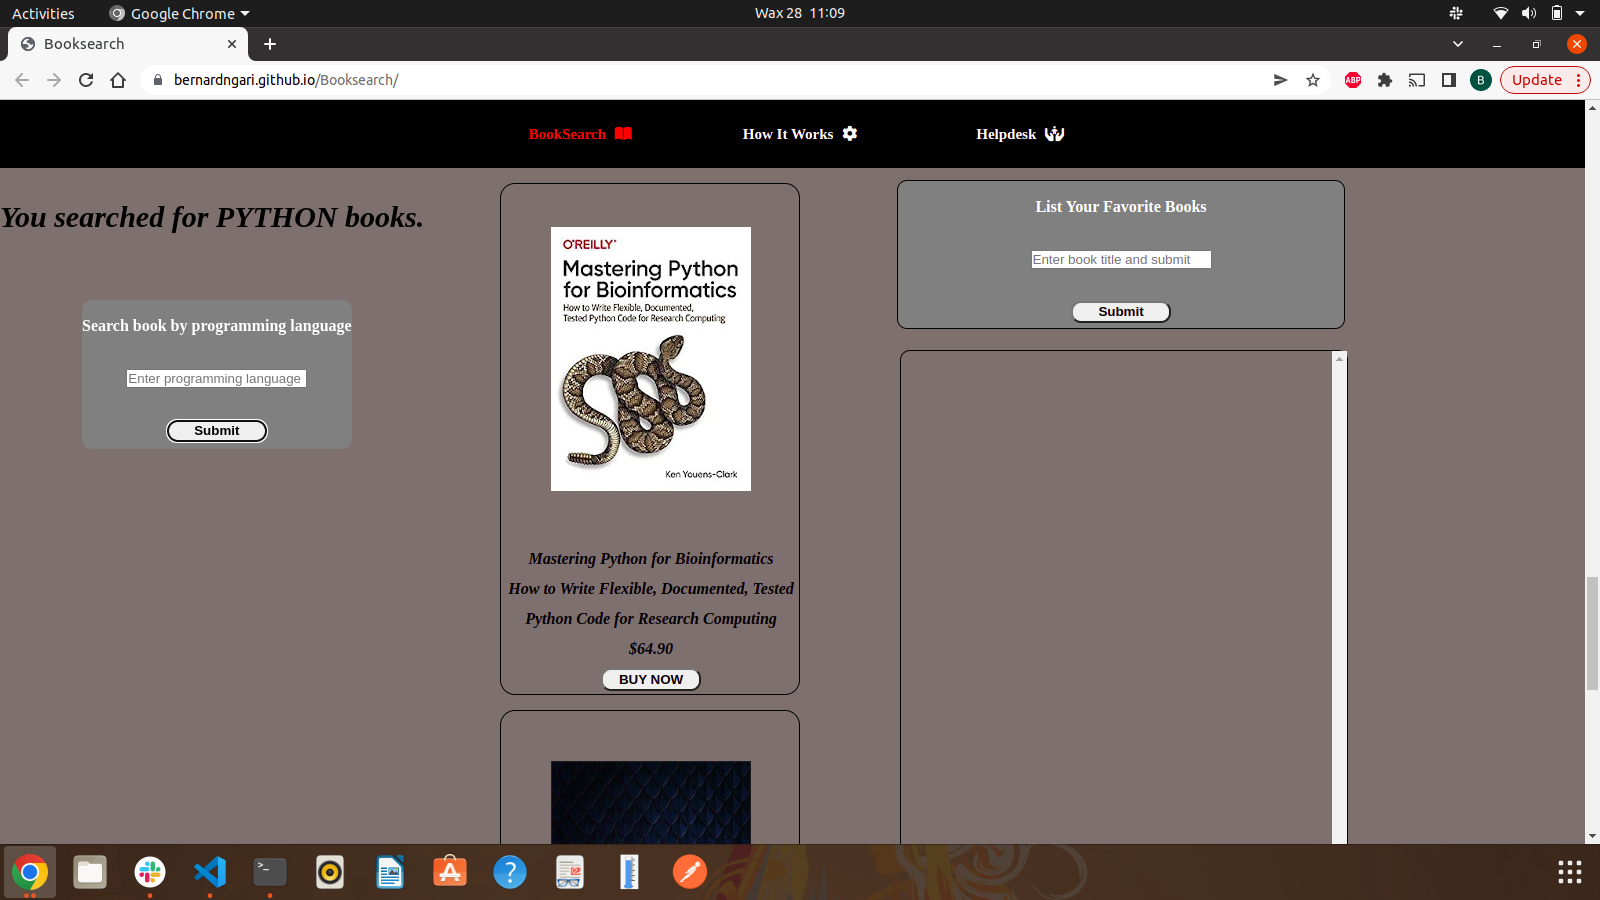 Activities
Google Chrome
Wax 28 11:09
Booksearch
bernardngari.github.io/Booksearch/
ABP
B
Update
BookSearch
How It Works
Helpdesk
You searched for PYTHON books.
Search book by programming language
Enter programming language
Submit
O'REILLY
Mastering Python
for Bioinformatics
How to Write Flexible, Documented,
Tested Python Code for Research Computing
Ken Youens-Clark
Mastering Python for Bioinformatics
How to Write Flexible, Documented, Tested
Python Code for Research Computing
$64.90
BUY NOW
List Your Favorite Books
Enter book title and submit
Submit